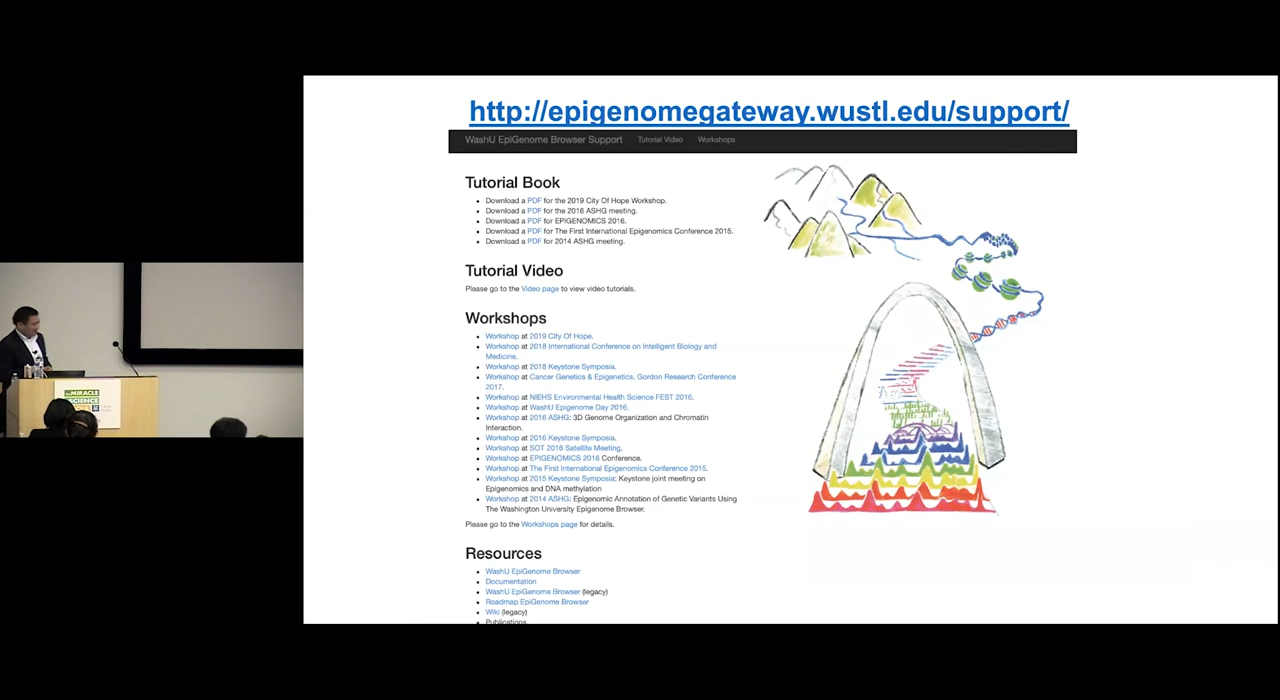 http://epigenomegateway.wustl.edu/support/
WashU EpiGenome Browser Support Tutorial Video Workshops
Tutorial Book
Download a PDF for the 2019 City Of Hope Workshop.
Download a PDF for the 2016 ASHG meeting.
Download a PDF for EPIGENOMICS 2016.
Download a PDF for The First International Epigenomics Conference 2015.
Download a PDF for 2014 ASHG meeting.
Tutorial Video
Please go to the Video page to view video tutorials.
Workshops
Workshop at 2019 City Of Hope.
Workshop at 2018 International Conference on Intelligent Biology and
Medicine.
Workshop at 2018 Keystone Symposia.
Workshop at Cancer Genetics & Epigenetics, Gordon Research Conference
2017.
Workshop at NIEHS Environmental Health Science FEST 2016.
Workshop at WashU Epigenome Day 2016.
Workshop at 2016 ASHG: 3D Genome Organization and Chromatin
Interaction.
Workshop at 2016 Keystone Symposia.
Workshop at SOT 2016 Satellite Meeting.
Workshop at EPIGENOMICS 2016 Conference.
Workshop at The First International Epigenomics Conference 2015.
Workshop at 2015 Keystone Symposia: Keystone joint meeting on
Epigenomics and DNA methylation
Workshop at 2014 ASHG: Epigenomic Annotation of Genetic Variants Using
The Washington University Epigenome Browser.
Please go to the Workshops page for details.
Resources
WashU EpiGenome Browser
Documentation
WashU EpiGenome Browser (legacy)
Roadmap EpiGenome Browser
Wiki (legacy)
Publications
MIRACLE
SCIENCE